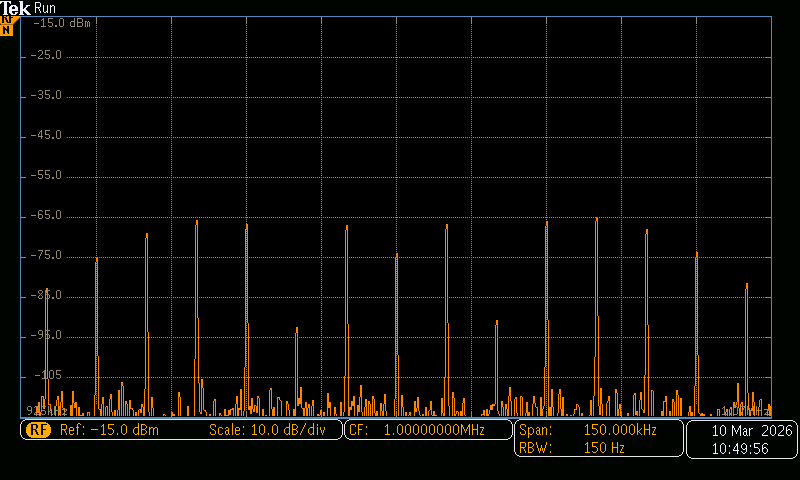 Tek Run
RF
N
-15.0 dBm
-25.0
-35.0
-45.0
-55.0
-65.0
-75.0
-85.0
-95.0
-105
RF Ref: -15.0 dBm Scale: 10.0 dB/div CF: 1.00000000MHz Span: 150.000kHz
RBW: 150 Hz
10 Mar 2026
10:49:56